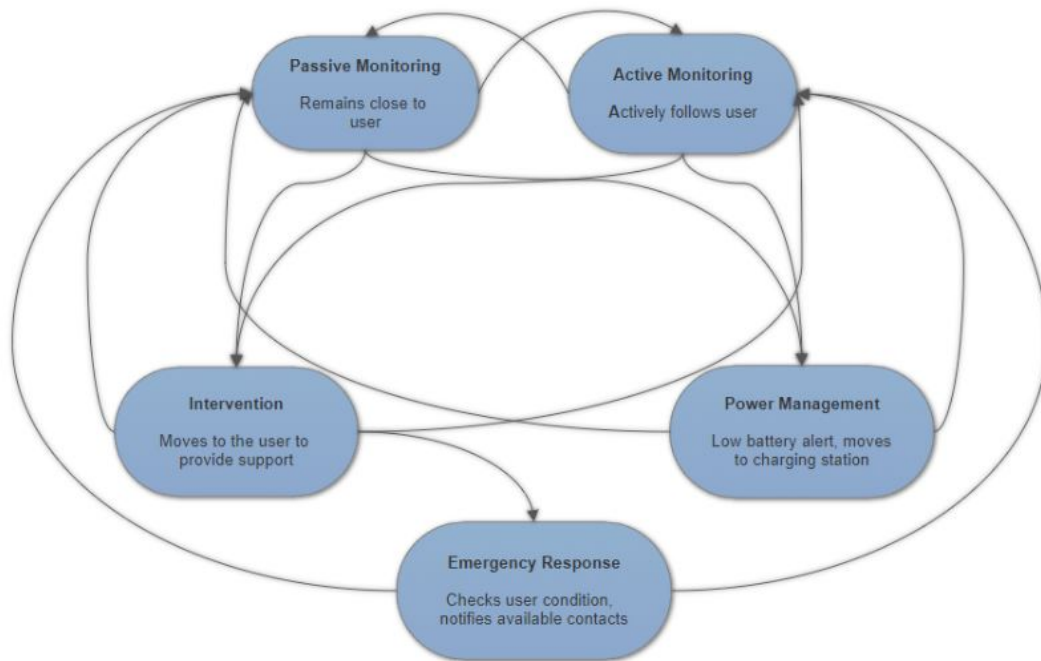 Passive Monitoring
Remains close to
user
Active Monitoring
Actively follows user
Intervention
Moves to the user to
provide support
Power Management
Low battery alert, moves
to charging station
Emergency Response
Checks user condition,
notifies available contacts